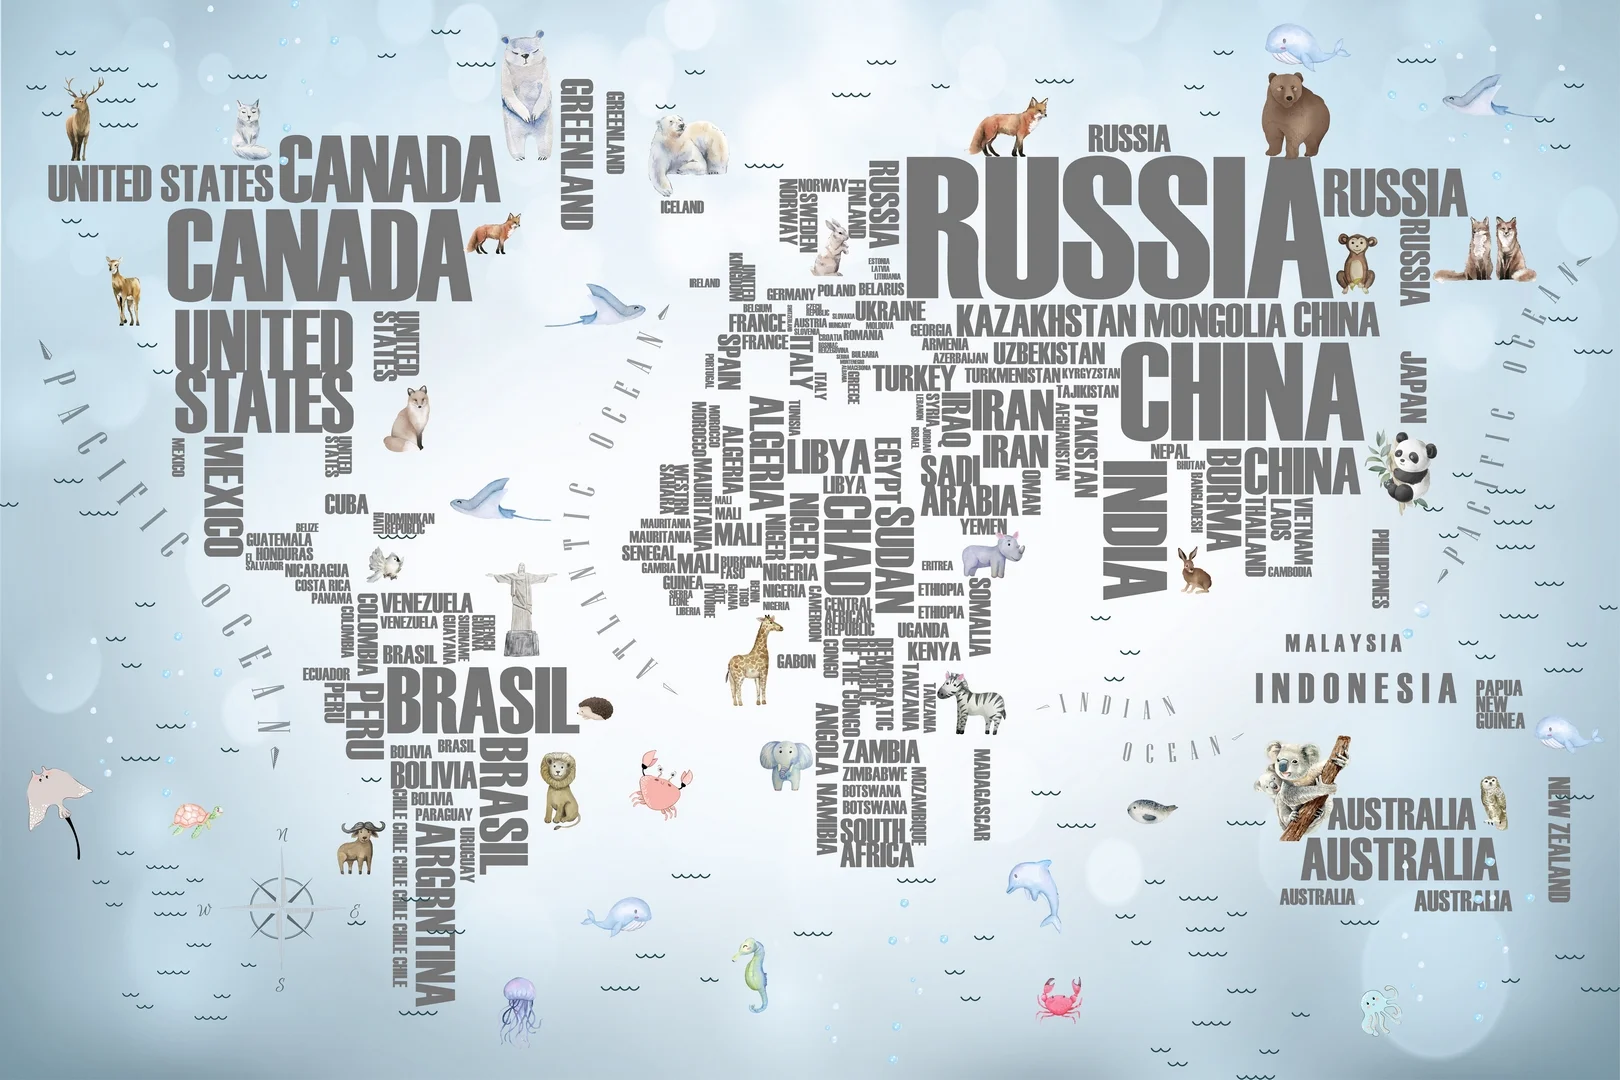 GREENLAND
GREENLAND
CANADA
UNITED STATES
CANADA
UNITED
STATES
UNITED
STATES
UNITED
STATES
MEXICO
MEXICO
CUBA
HAITI
DOMINIKAN
REPUBLIC
BELIZE
GUATEMALA
HONDURAS
EL
SALVADOR
NICARAGUA
COSTA RICA
PANAMA
COLOMBIA
COLOMBIA
VENEZUELA
VENEZUELA
GUAYANA
SURINAME
FRENCH
BRASIL
ECUADOR
PERU
PERU
BRASIL
BOLIVIA
BRASIL
BOLIVIA
BRASIL
BOLIVIA
PARAGUAY
URUGUAY
CHILE CHILE CHILE CHILE CHILE
ARGRNTINA
PACIFIC OCEAN
ATLANTIC OCEAN
N
W
E
S
ICELAND
NORWAY
NORWAY
SWEDEN
FINLAND
RUSSIA
RUSSIA
RUSSIA
RUSSIA
RUSSIA
ESTONIA
LATVIA
LITHUANIA
IRELAND
UNITED
KINGDOM
GERMANY
POLAND
BELARUS
BELGIUM
FRANCE
FRANCE
CZECH
REPUBLIC
SLOVAKIA
UKRAINE
AUSTRIA
HUNGARY
MOLDOVA
SLOVENIA
CROATIA
ROMANIA
BULGARIA
PORTUGAL
SPAIN
ITALY
ITALY
GREECE
GEORGIA
ARMENIA
AZERBAIJAN
KAZAKHSTAN
MONGOLIA
CHINA
UZBEKISTAN
TURKEY
TURKMENISTAN
KYRGYZSTAN
TAJIKISTAN
CHINA
JAPAN
SYRIA
LEBANON
JORDAN
ISRAEL
IRAQ
IRAN
IRAN
AFGHANISTAN
PAKISTAN
SADI
ARABIA
OMAN
YEMEN
NEPAL
BHUTAN
BANGLADESH
INDIA
BURMA
CHINA
THAILAND
LAOS
VIETNAM
CAMBODIA
PHILIPPINES
MOROCCO
MOROCCO
ALGERIA
ALGERIA
TUNISIA
LIBYA
LIBYA
EGYPT
WESTERN
SAHARA
MAURITANIA
MAURITANIA
MAURITANIA
MALI
MALI
MALI
MALI
NIGER
NIGER
CHAD
SUDAN
SENEGAL
GAMBIA
BURKINA
FASO
GUINEA
SIERRA
LEONE
LIBERIA
CÔTE
D'IVOIRE
GHANA
TOGO
BENIN
NIGERIA
NIGERIA
NIGERIA
CAMEROON
CENTRAL
AFRICAN
REPUBLIC
ERITREA
ETHIOPIA
ETHIOPIA
SOMALIA
UGANDA
KENYA
GABON
CONGO
DEMOCRATIC
REPUBLIC
OF THE CONGO
TANZANIA
TANZANIA
ANGOLA
NAMIBIA
ZAMBIA
ZIMBABWE
BOTSWANA
BOTSWANA
MOZAMBIQUE
SOUTH
AFRICA
MADAGASCAR
INDIAN
OCEAN
PACIFIC OCEAN
MALAYSIA
INDONESIA
PAPUA
NEW
GUINEA
AUSTRALIA
AUSTRALIA
AUSTRALIA
AUSTRALIA
NEW ZEALAND